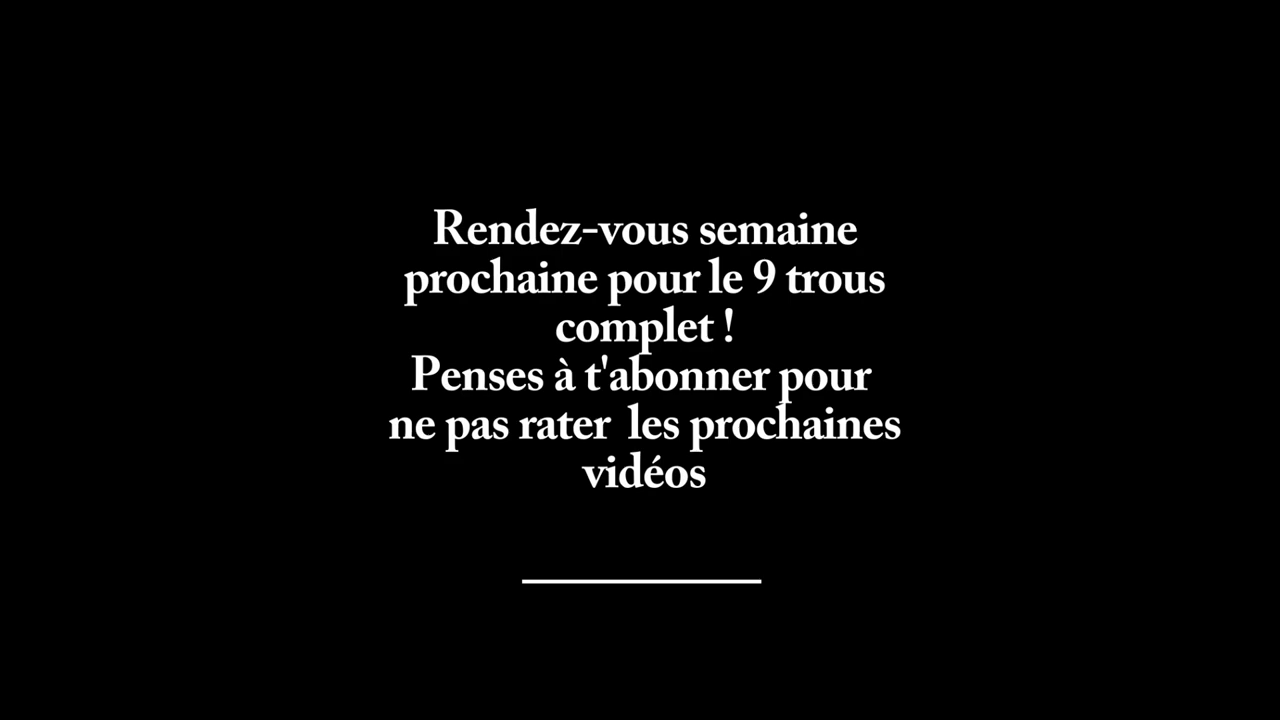 Rendez-vous semaine
prochaine pour le 9 trous
complet !
Penses à t'abonner pour
ne pas rater  les prochaines
vidéos